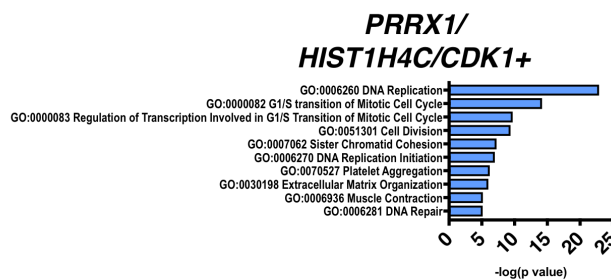 PRRX1/
HIST1H4C/CDK1+
GO:0006260 DNA Replication
GO:0000082 G1/S transition of Mitotic Cell Cycle
GO:0000083 Regulation of Transcription Involved in G1/S Transition of Mitotic Cell Cycle
GO:0051301 Cell Division
GO:0007062 Sister Chromatid Cohesion
GO:0006270 DNA Replication Initiation
GO:0070527 Platelet Aggregation
GO:0030198 Extracellular Matrix Organization
GO:0006936 Muscle Contraction
GO:0006281 DNA Repair
0 5 10 15 20 25
-log(p value)